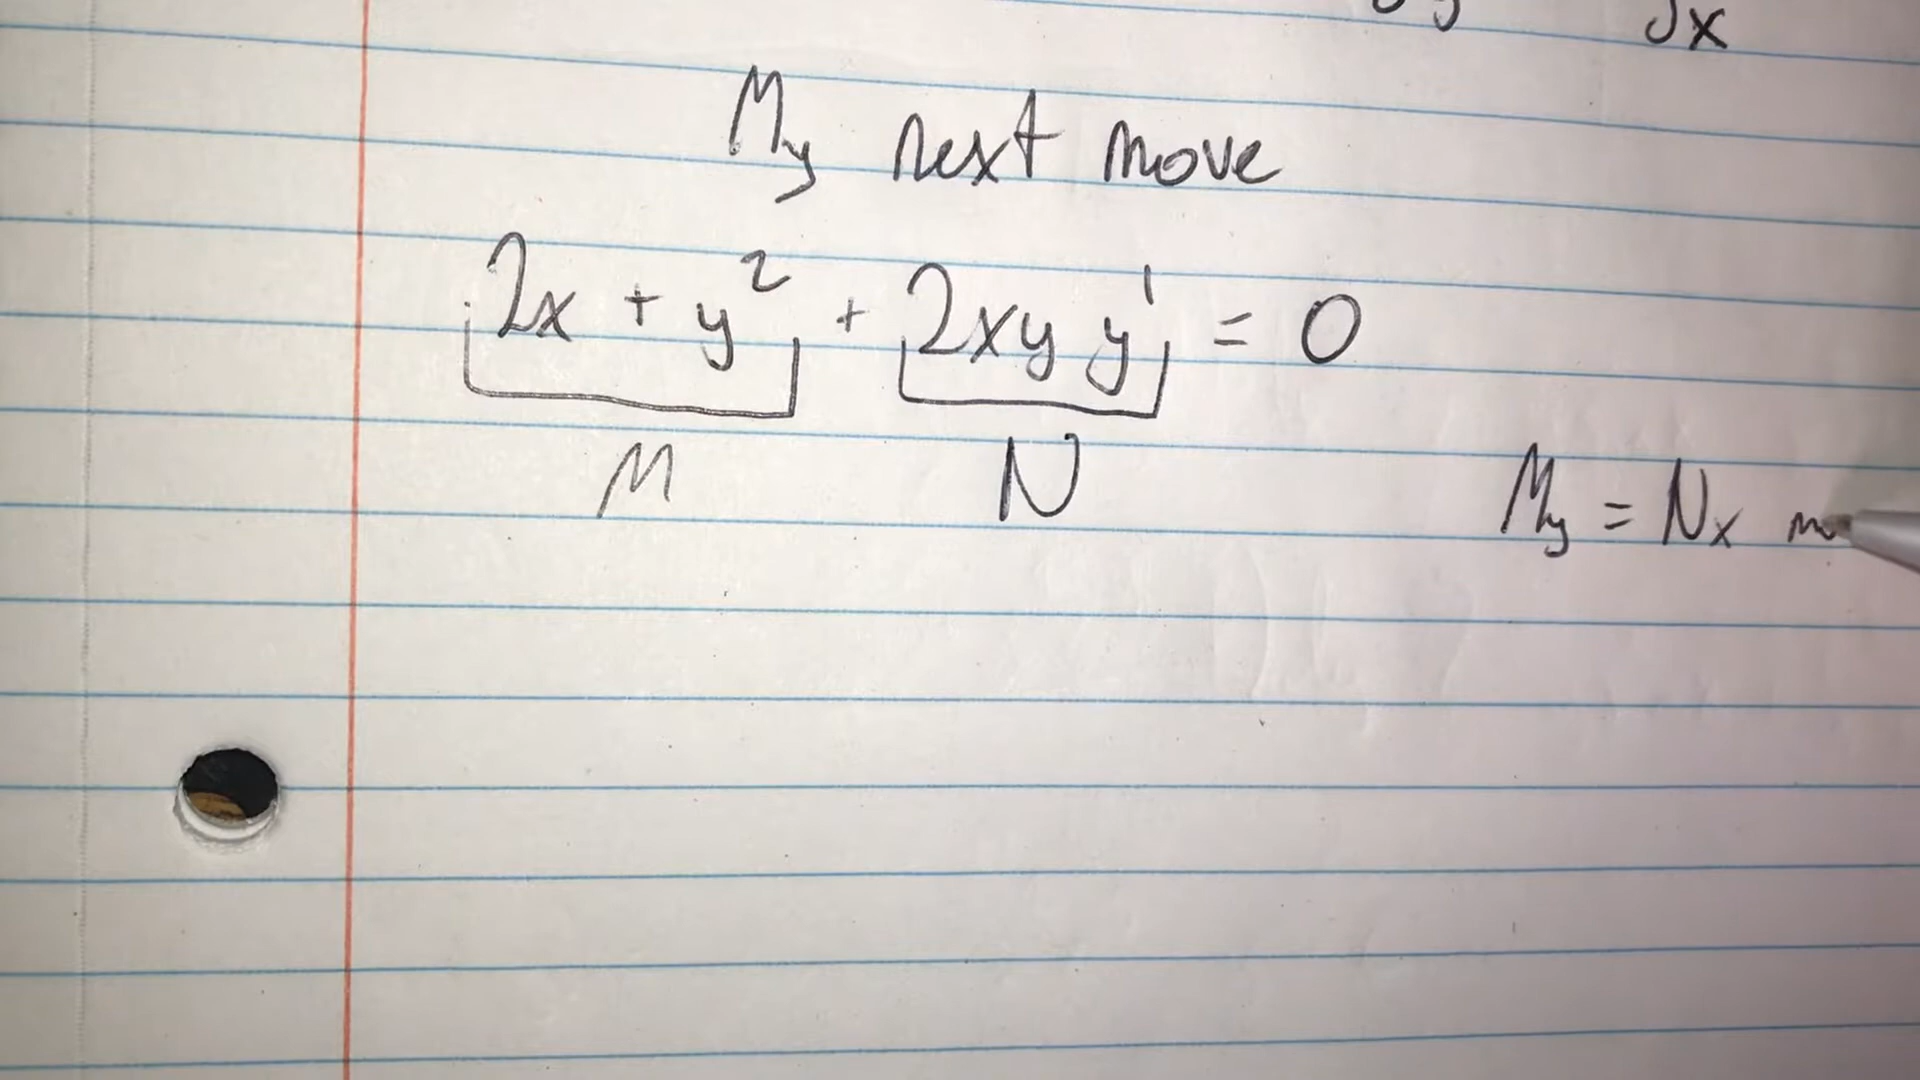 ∂x
My next move
2x + y² + 2xy y' = 0
M N
My = Nx